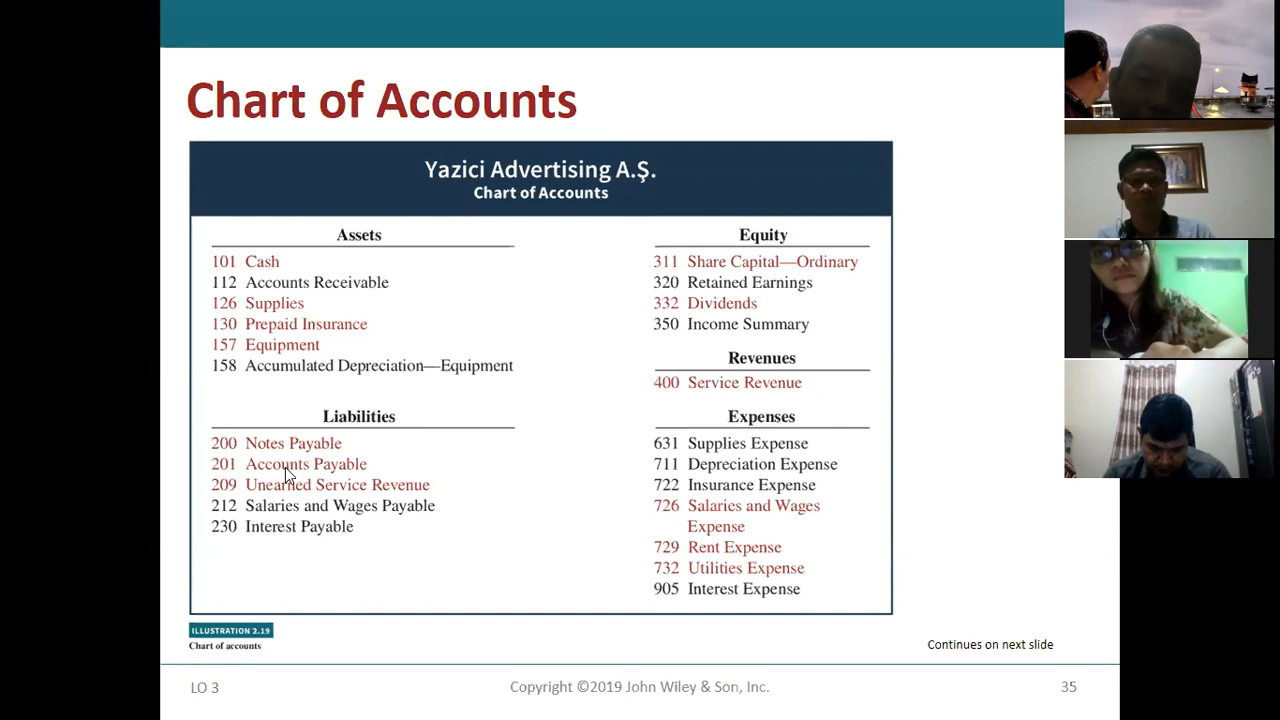 Chart of Accounts
Yazici Advertising A.Ş.
Chart of Accounts
Assets
101 Cash
112 Accounts Receivable
126 Supplies
130 Prepaid Insurance
157 Equipment
158 Accumulated Depreciation—Equipment
Liabilities
200 Notes Payable
201 Accounts Payable
209 Unearned Service Revenue
212 Salaries and Wages Payable
230 Interest Payable
Equity
311 Share Capital—Ordinary
320 Retained Earnings
332 Dividends
350 Income Summary
Revenues
400 Service Revenue
Expenses
631 Supplies Expense
711 Depreciation Expense
722 Insurance Expense
726 Salaries and Wages
Expense
729 Rent Expense
732 Utilities Expense
905 Interest Expense
ILLUSTRATION 2.19
Chart of accounts
Continues on next slide
LO 3
Copyright ©2019 John Wiley & Son, Inc.
35